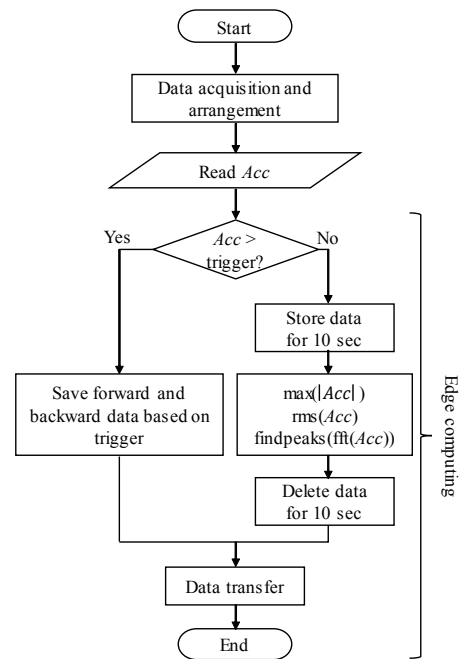 Start
Data acquisition and
arrangement
Read Acc
Acc >
trigger?
Yes
No
Store data
for 10 sec
Save forward and
backward data based on
trigger
max(|Acc| )
rms(Acc)
findpeaks(fft(Acc))
Delete data
for 10 sec
Data transfer
End
Edge computing